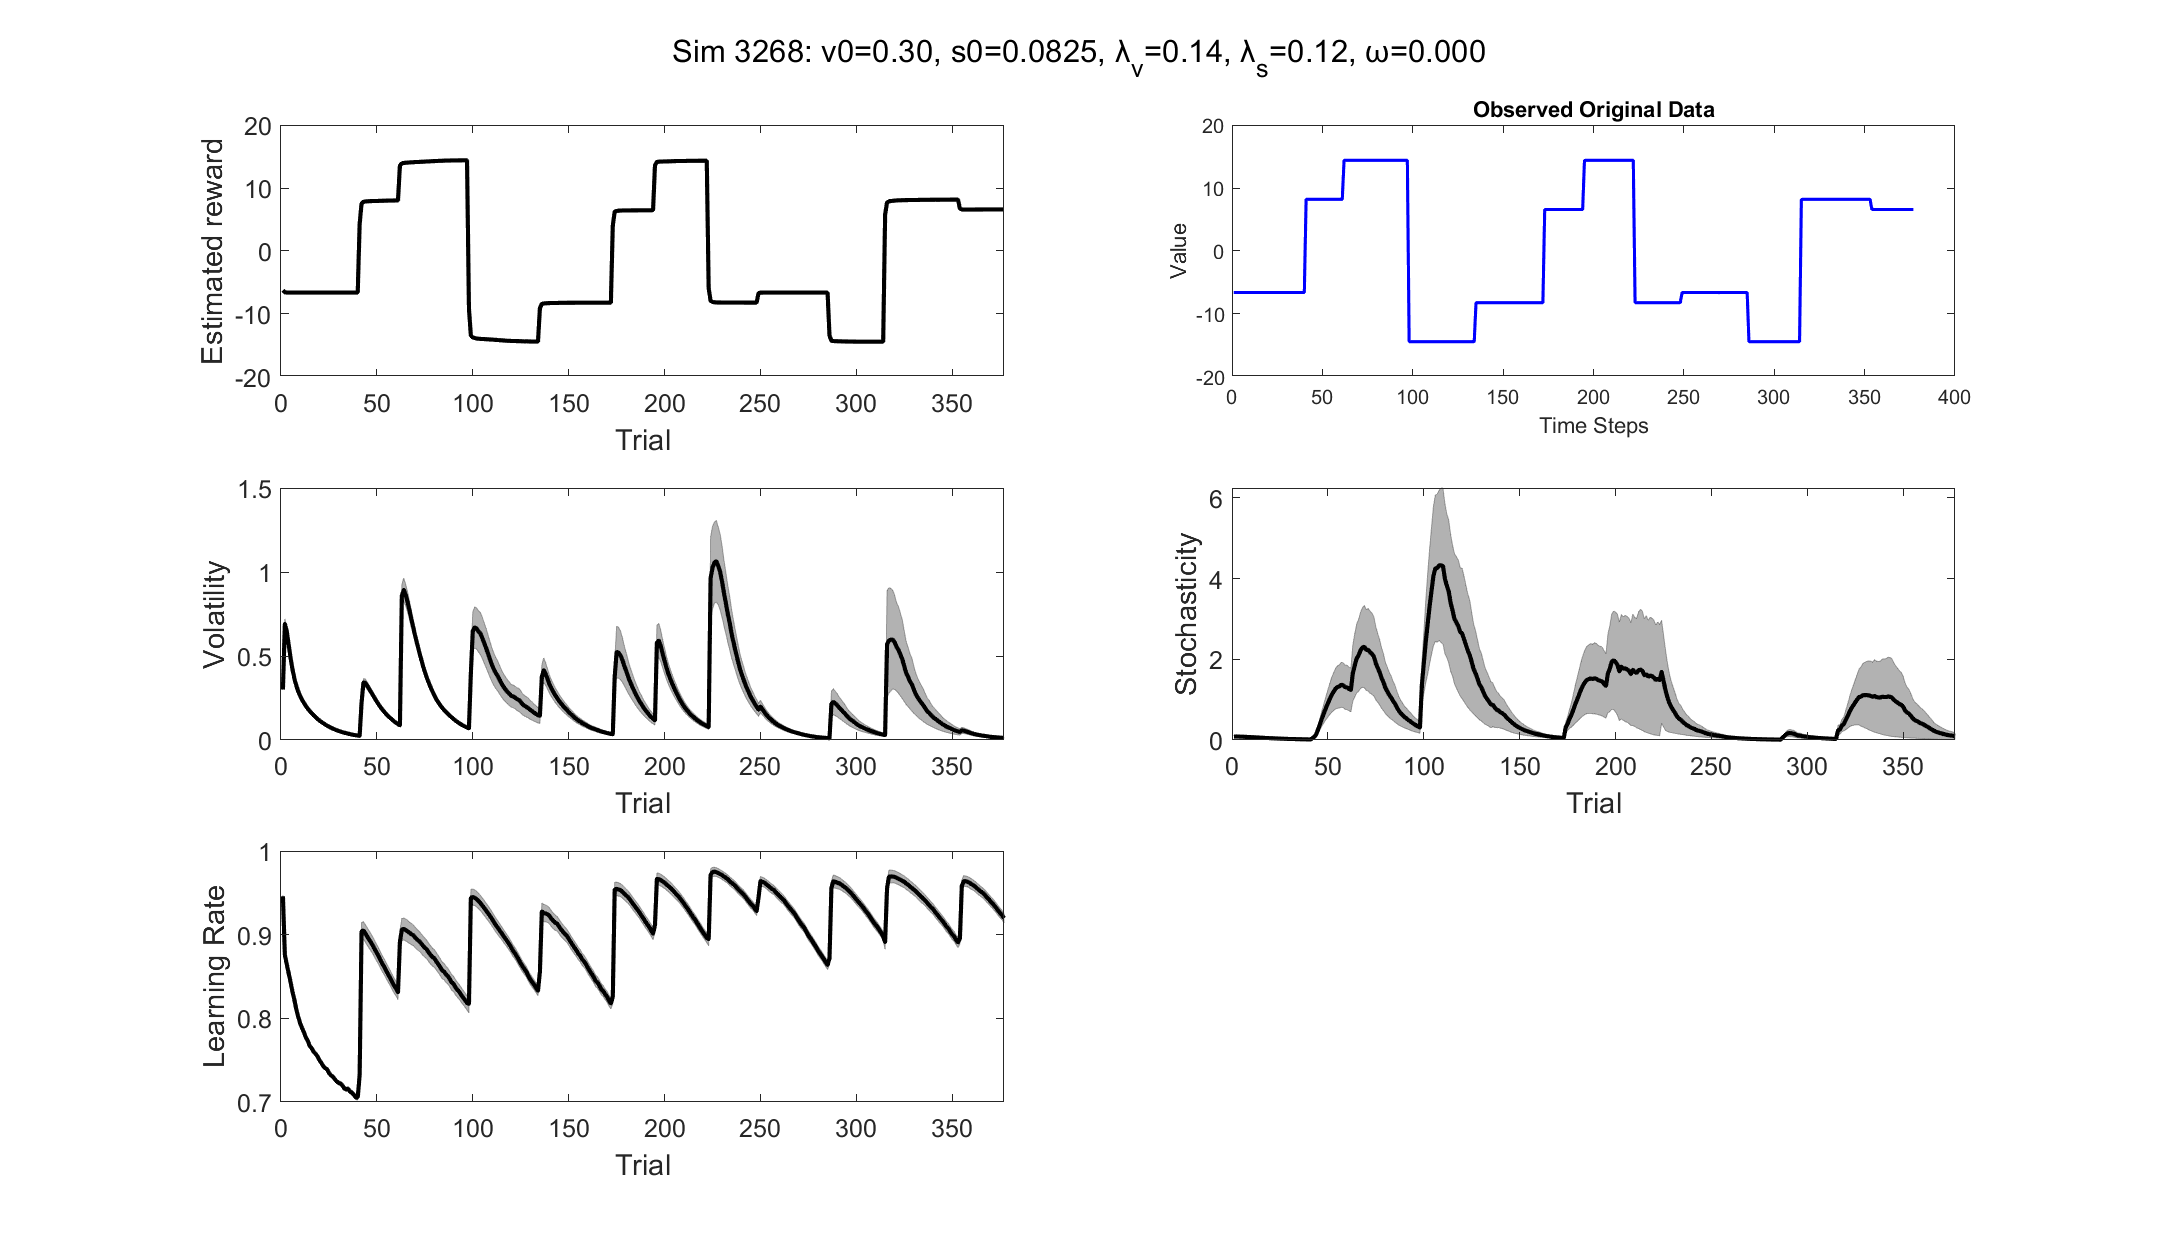 Sim 3268: v0=0.30, s0=0.0825, λv=0.14, λs=0.12, ω=0.000
Estimated reward
20
10
0
-10
-20
0 50 100 150 200 250 300 350
Trial
Observed Original Data
Value
20
10
0
-10
-20
0 50 100 150 200 250 300 350 400
Time Steps
Volatility
1.5
1
0.5
0
0 50 100 150 200 250 300 350
Trial
Stochasticity
6
4
2
0
0 50 100 150 200 250 300 350
Trial
Learning Rate
1
0.9
0.8
0.7
0 50 100 150 200 250 300 350
Trial